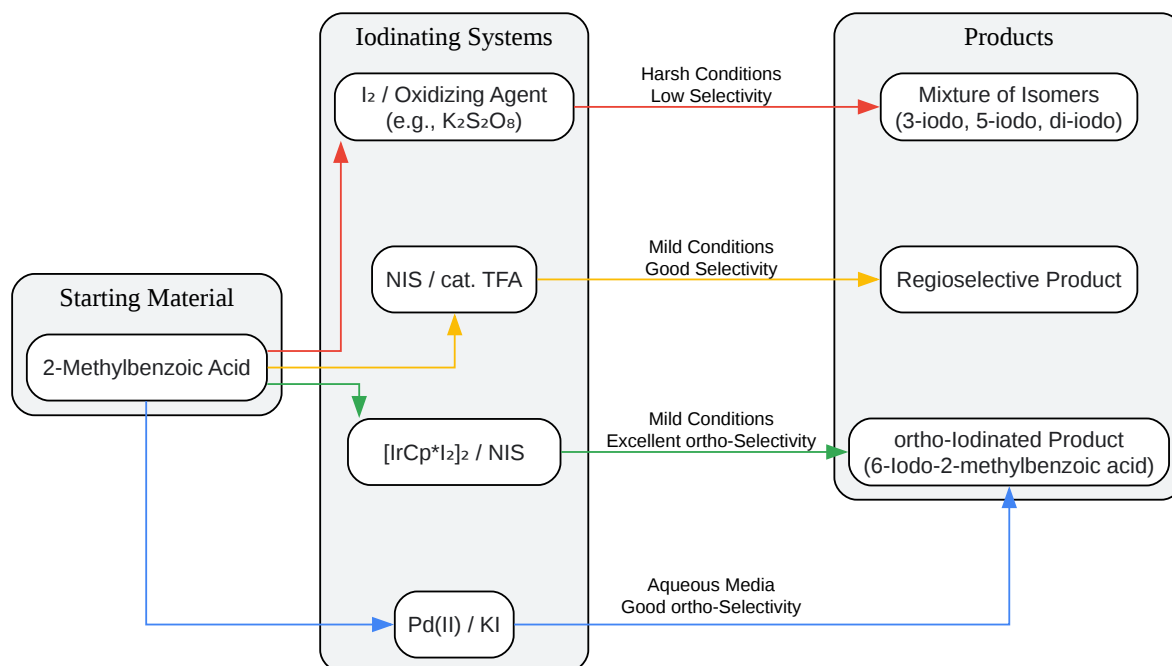 Iodinating Systems
Products
I₂ / Oxidizing Agent
(e.g., K₂S₂O₈)
Harsh Conditions
Low Selectivity
Mixture of Isomers
(3-iodo, 5-iodo, di-iodo)
NIS / cat. TFA
Mild Conditions
Good Selectivity
Regioselective Product
Starting Material
2-Methylbenzoic Acid
[IrCp*I₂]₂ / NIS
Mild Conditions
Excellent ortho-Selectivity
ortho-Iodinated Product
(6-Iodo-2-methylbenzoic acid)
Pd(II) / KI
Aqueous Media
Good ortho-Selectivity